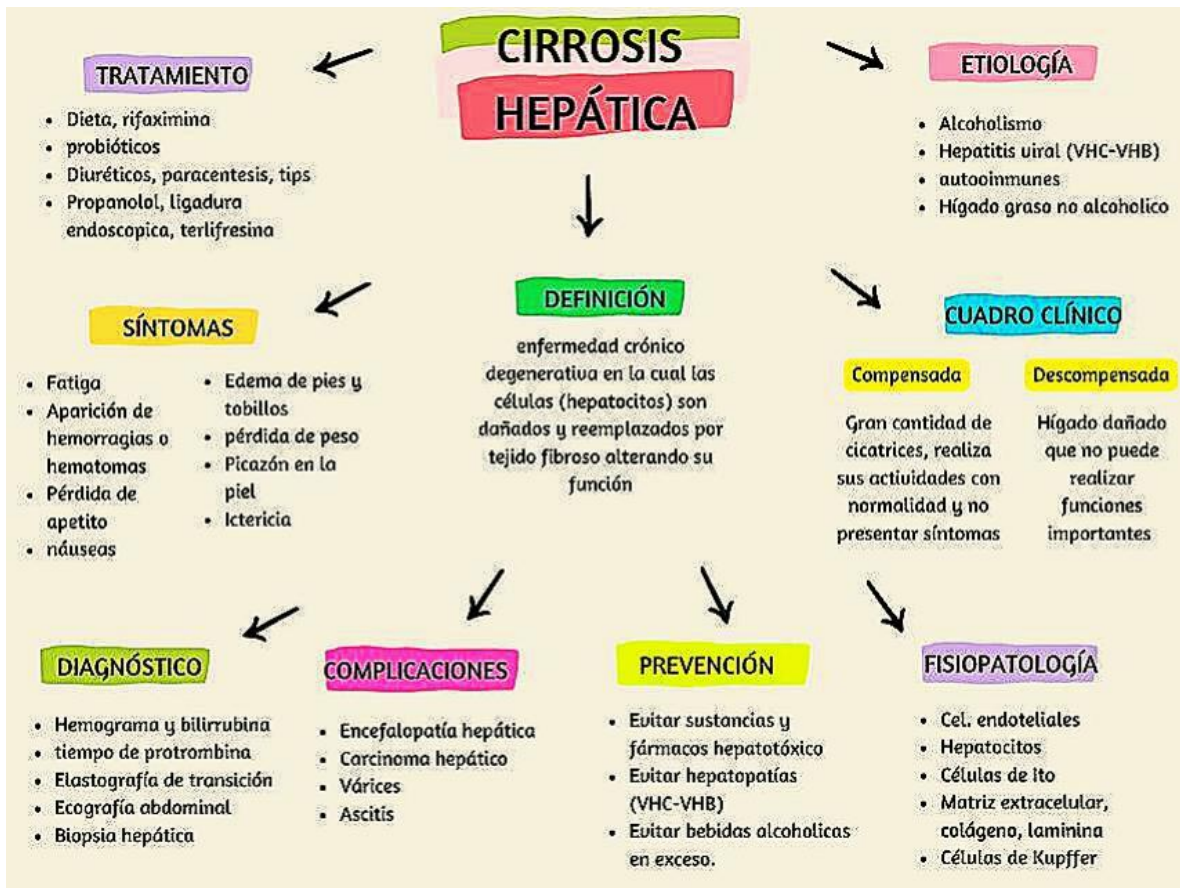 CIRROSIS
HEPÁTICA
TRATAMIENTO
• Dieta, rifaximina
• probióticos
• Diuréticos, paracentesis, tips
• Propanolol, ligadura
endoscopica, terlifresina
ETIOLOGÍA
• Alcoholismo
• Hepatitis viral (VHC-VHB)
• autooinmunes
• Hígado graso no alcoholico
SÍNTOMAS
• Fatiga
• Aparición de
hemorragias o
hematomas
• Pérdida de
apetito
• náuseas
• Edema de pies y
tobillos
• pérdida de peso
• Picazón en la
piel
• Ictericia
DEFINICIÓN
enfermedad crónico
degenerativa en la cual las
células (hepatocitos) son
dañados y reemplazados por
tejido fibroso alterando su
función
CUADRO CLÍNICO
Compensada
Gran cantidad de
cicatrices, realiza
sus actividades con
normalidad y no
presentar síntomas
Descompensada
Hígado dañado
que no puede
realizar
funciones
importantes
DIAGNÓSTICO
• Hemograma y bilirrubina
• tiempo de protrombina
• Elastografía de transición
• Ecografía abdominal
• Biopsia hepática
COMPLICACIONES
• Encefalopatía hepática
• Carcinoma hepático
• Várices
• Ascitis
PREVENCIÓN
• Evitar sustancias y
fármacos hepatotóxico
• Evitar hepatopatías
(VHC-VHB)
• Evitar bebidas alcoholicas
en exceso.
FISIOPATOLOGÍA
• Cel. endoteliales
• Hepatocitos
• Células de Ito
• Matriz extracelular,
colágeno, laminina
• Células de Kupffer